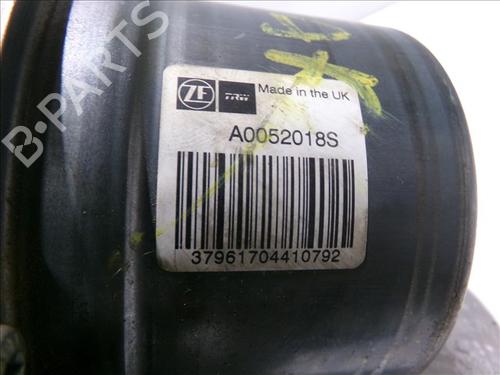 B-PARTS
ZF TRW Made in the UK
A0052018S
37961704410792